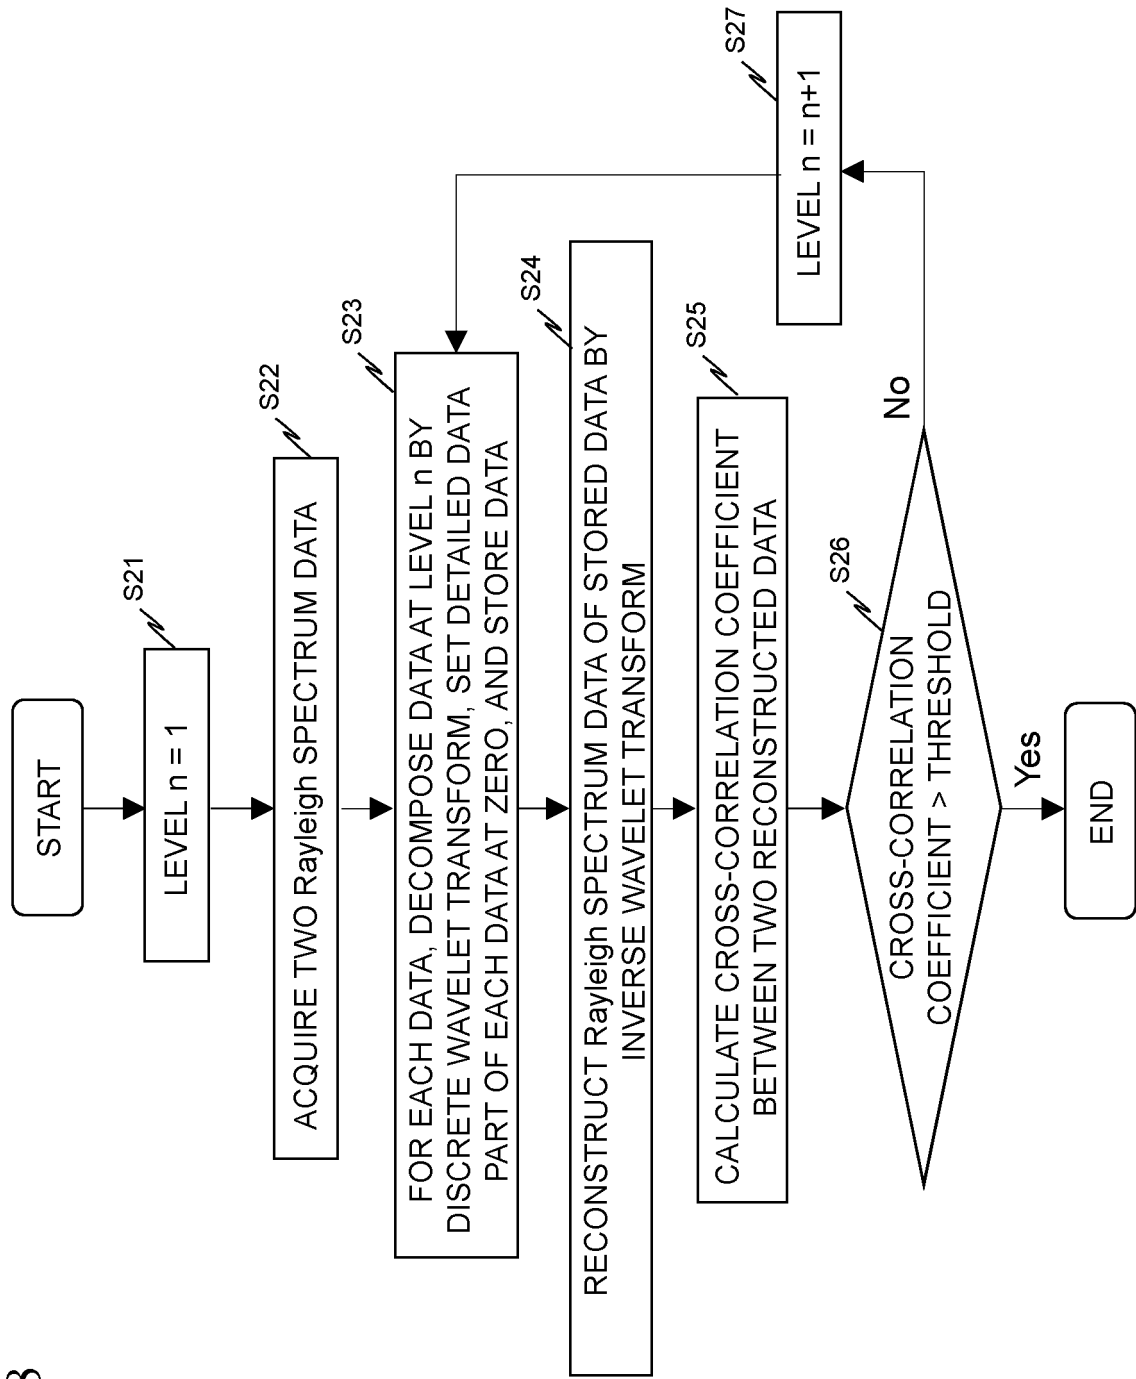 START
S21
LEVEL n = 1
S22
ACQUIRE TWO Rayleigh SPECTRUM DATA
S23
FOR EACH DATA, DECOMPOSE DATA AT LEVEL n BY
DISCRETE WAVELET TRANSFORM, SET DETAILED DATA
PART OF EACH DATA AT ZERO, AND STORE DATA
S24
RECONSTRUCT Rayleigh SPECTRUM DATA OF STORED DATA BY
INVERSE WAVELET TRANSFORM
S25
CALCULATE CROSS-CORRELATION COEFFICIENT
BETWEEN TWO RECONSTRUCTED DATA
S26
CROSS-CORRELATION
COEFFICIENT > THRESHOLD
No
S27
LEVEL n = n+1
Yes
END